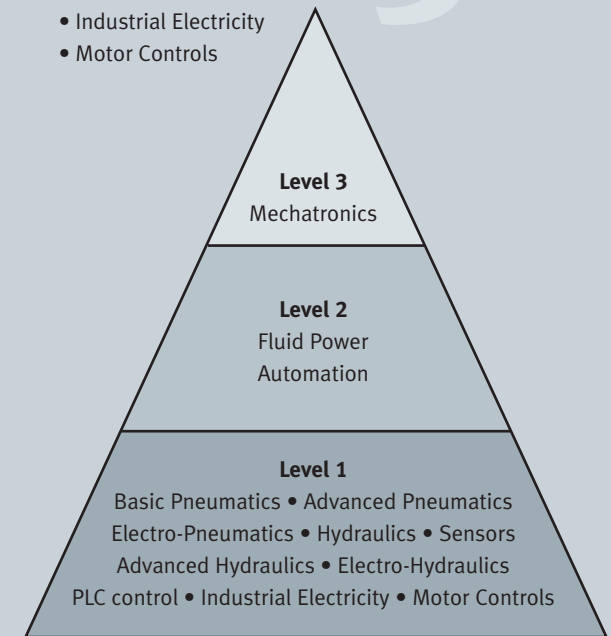 • Industrial Electricity
• Motor Controls
Level 3
Mechatronics
Level 2
Fluid Power
Automation
Level 1
Basic Pneumatics • Advanced Pneumatics
Electro-Pneumatics • Hydraulics • Sensors
Advanced Hydraulics • Electro-Hydraulics
PLC control • Industrial Electricity • Motor Controls